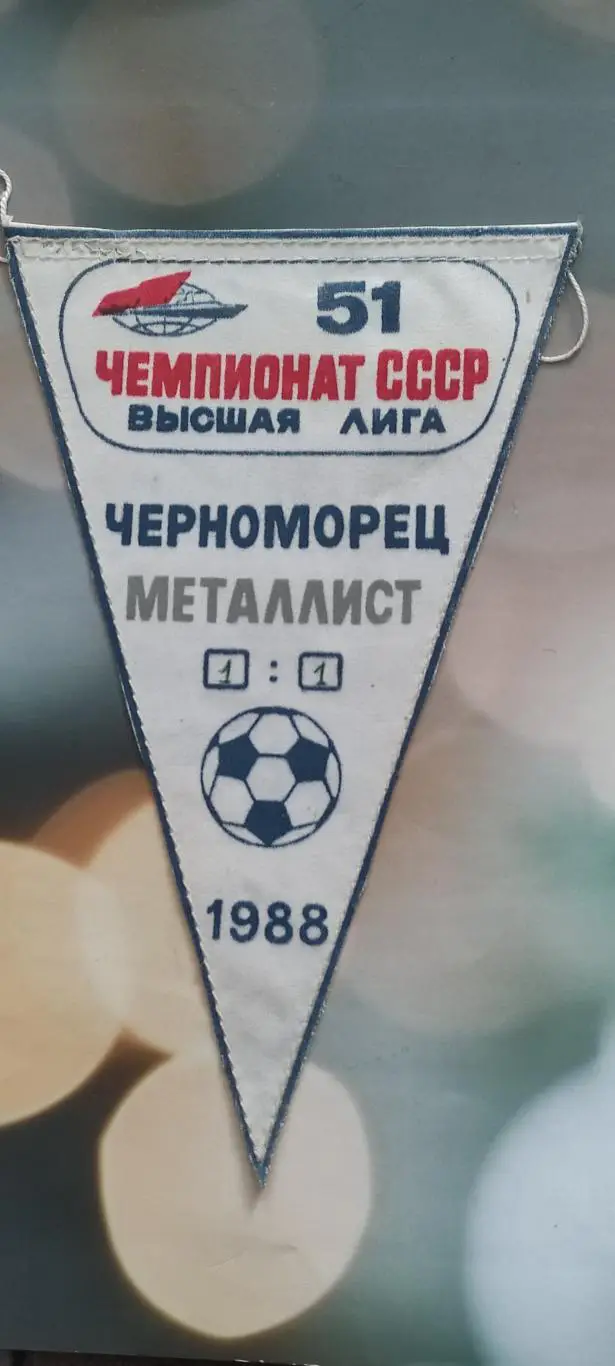 51
ЧЕМПИОНАТ СССР
ВЫСШАЯ ЛИГА
ЧЕРНОМОРЕЦ
МЕТАЛЛИСТ
1 : 1
1988